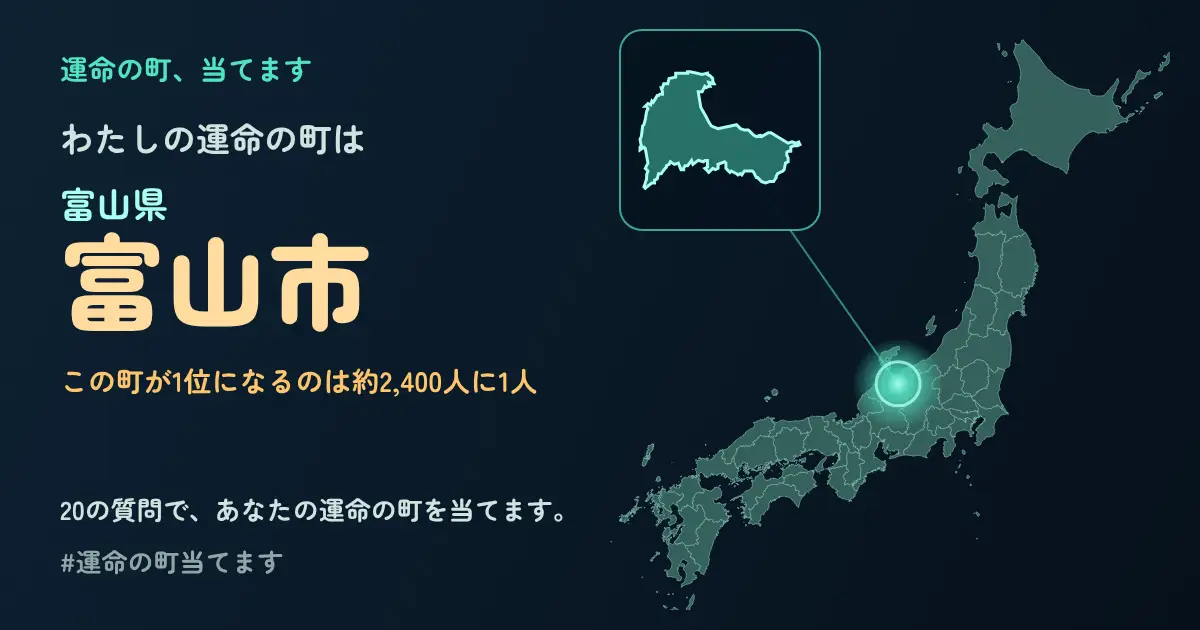 運命の町、当てます
わたしの運命の町は
富山県
富山市
この町が1位になるのは約2,400人に1人
20の質問で、あなたの運命の町を当てます。
#運命の町当てます